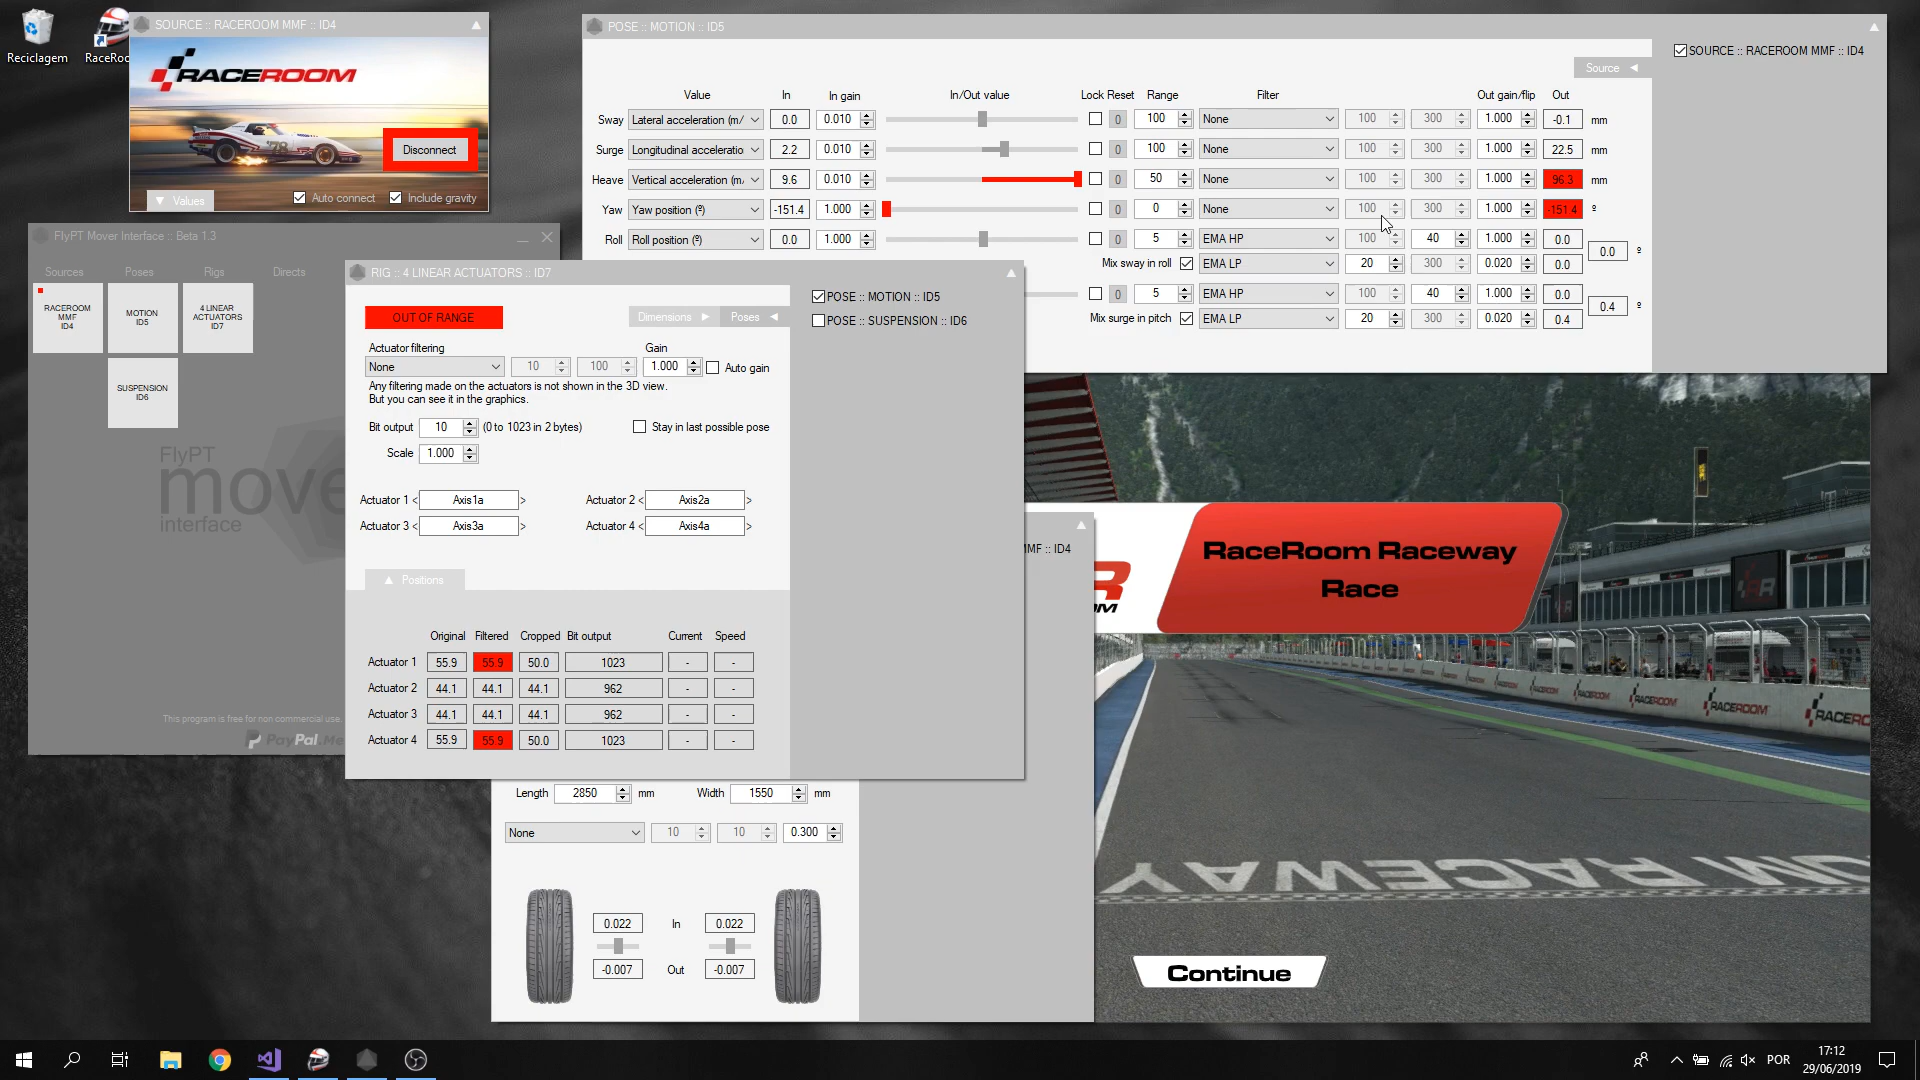 Reciclagem
SOURCE :: RACEROOM MMF :: ID4
RACEROOM
Disconnect
Values
Auto connect
Include gravity
FlyPT Mover Interface :: Beta 1.3
Sources Poses Rigs Directs
RACEROOM MMF ID4
MOTION ID5
4 LINEAR ACTUATORS ID7
SUSPENSION ID6
FlyPT
interface
This program is free for non commercial use.
POSE :: MOTION :: ID5
SOURCE :: RACEROOM MMF :: ID4
Source
Value In In gain In/Out value Lock Reset Range Filter Out gain/flip Out
Sway Lateral acceleration (m/ 0.0 0.010 0 100 None 100 300 1.000 -0.1 mm
Surge Longitudinal acceleratio 2.2 0.010 0 100 None 100 300 1.000 22.5 mm
Heave Vertical acceleration (m/ 9.6 0.010 0 50 None 100 300 1.000 96.3 mm
Yaw Yaw position (º) -151.4 1.000 0 0 None 100 300 1.000 -151.4 º
Roll Roll position (º) 0.0 1.000 0 5 EMA HP 100 40 1.000 0.0
0.0 º
Mix sway in roll EMA LP 20 300 0.020 0.0
0 5 EMA HP 100 40 1.000 0.0
0.4 º
Mix surge in pitch EMA LP 20 300 0.020 0.4
RIG :: 4 LINEAR ACTUATORS :: ID7
POSE :: MOTION :: ID5
POSE :: SUSPENSION :: ID6
OUT OF RANGE
Dimensions
Poses
Actuator filtering Gain
None 10 100 1.000 Auto gain
Any filtering made on the actuators is not shown in the 3D view.
But you can see it in the graphics.
Bit output 10 (0 to 1023 in 2 bytes) Stay in last possible pose
Scale 1.000
Actuator 1 < Axis1a > Actuator 2 < Axis2a >
Actuator 3 < Axis3a > Actuator 4 < Axis4a >
Positions
Original Filtered Cropped Bit output Current Speed
Actuator 1 55.9 55.9 50.0 1023 - -
Actuator 2 44.1 44.1 44.1 962 - -
Actuator 3 44.1 44.1 44.1 962 - -
Actuator 4 55.9 55.9 50.0 1023 - -
:: ID4
Length 2850 mm Width 1550 mm
None 10 10 0.300
0.022 In 0.022
-0.007 Out -0.007
RaceRoom Raceway
Race
RACEROOM
RACEROOM
RACEWAY
Continue
POR
17:12
29/06/2019